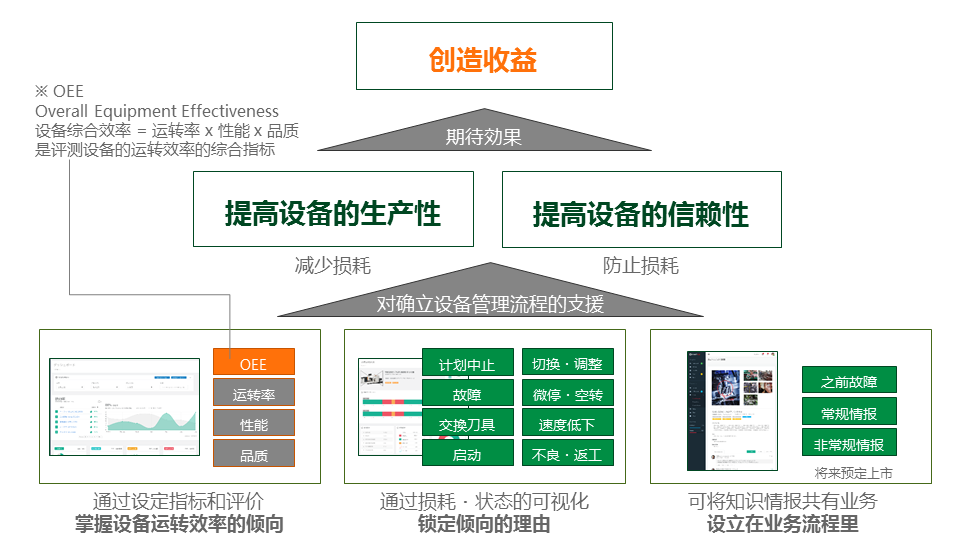 创造收益
※ OEE
Overall Equipment Effectiveness
设备综合效率 = 运转率 x 性能 x 品质
是评测设备的运转效率的综合指标
期待效果
提高设备的生产性
提高设备的信赖性
减少损耗
防止损耗
对确立设备管理流程的支援
OEE
运转率
性能
品质
计划中止
切换・调整
故障
微停・空转
交换刀具
速度低下
启动
不良・返工
之前故障
常规情报
非常规情报
将来预定上市
通过设定指标和评价
掌握设备运转效率的倾向
通过损耗・状态的可视化
锁定倾向的理由
可将知识情报共有业务
设立在业务流程里